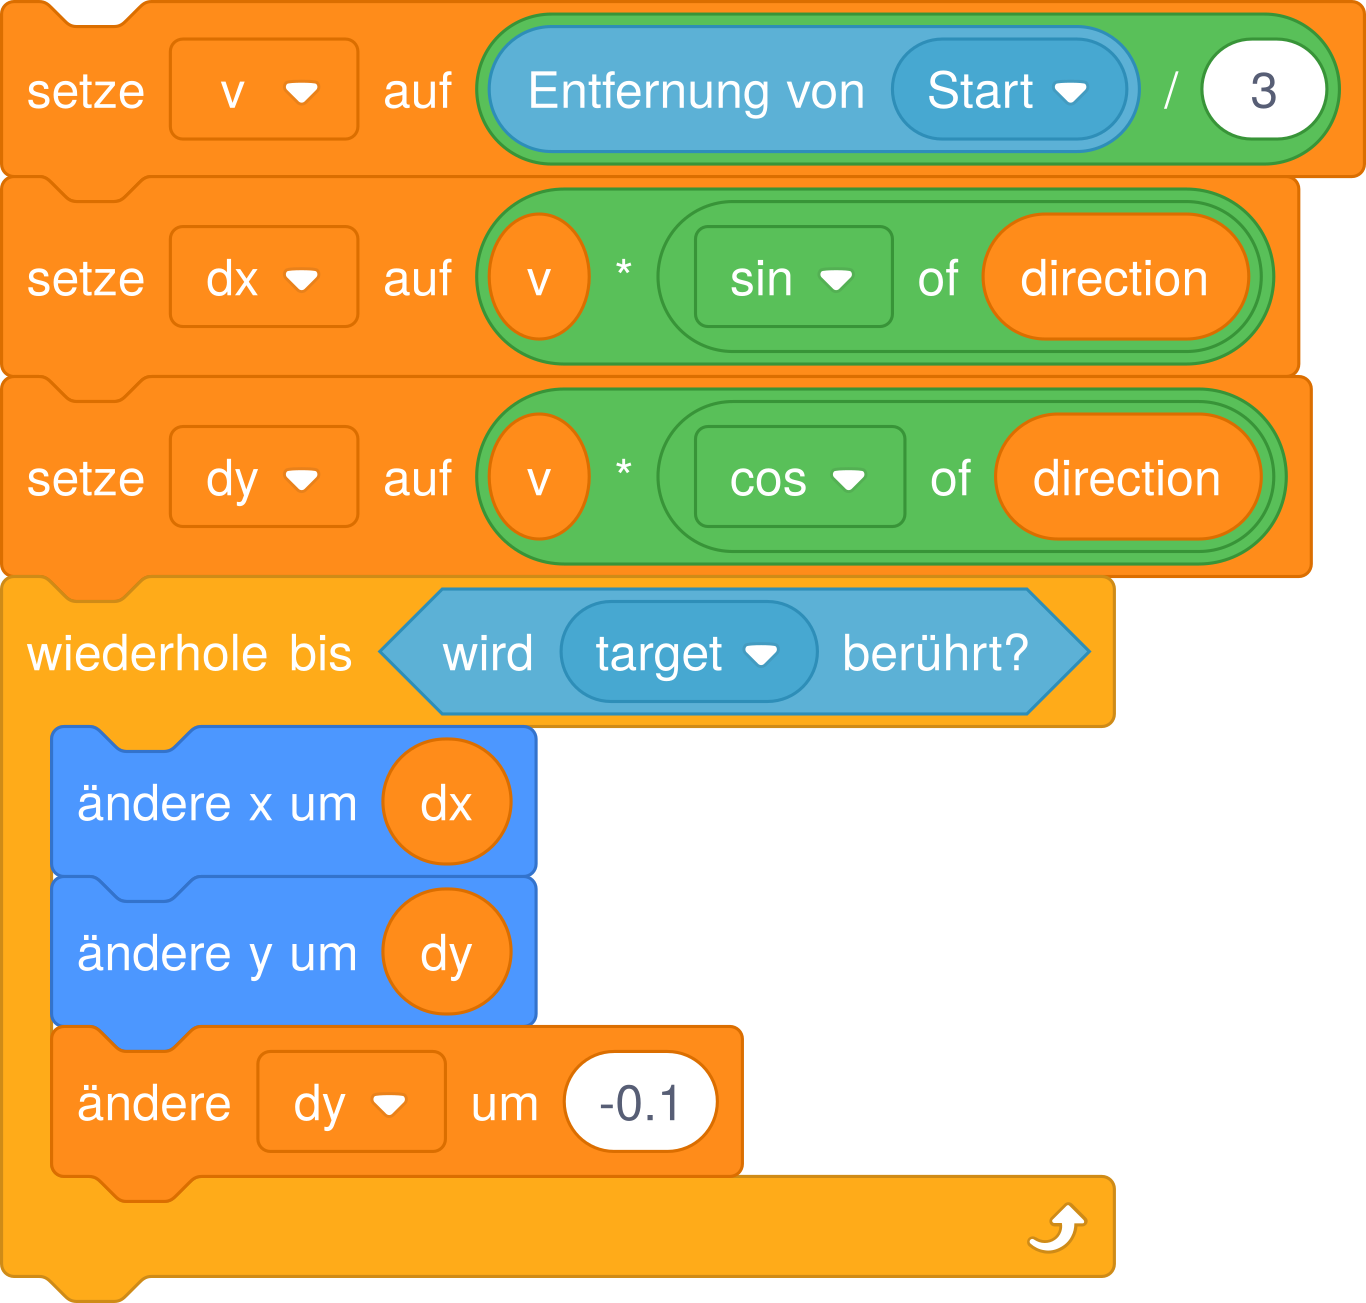 setze v auf Entfernung von Start / 3
setze dx auf v * sin of direction
setze dy auf v * cos of direction
wiederhole bis wird target berührt?
ändere x um dx
ändere y um dy
ändere dy um -0.1